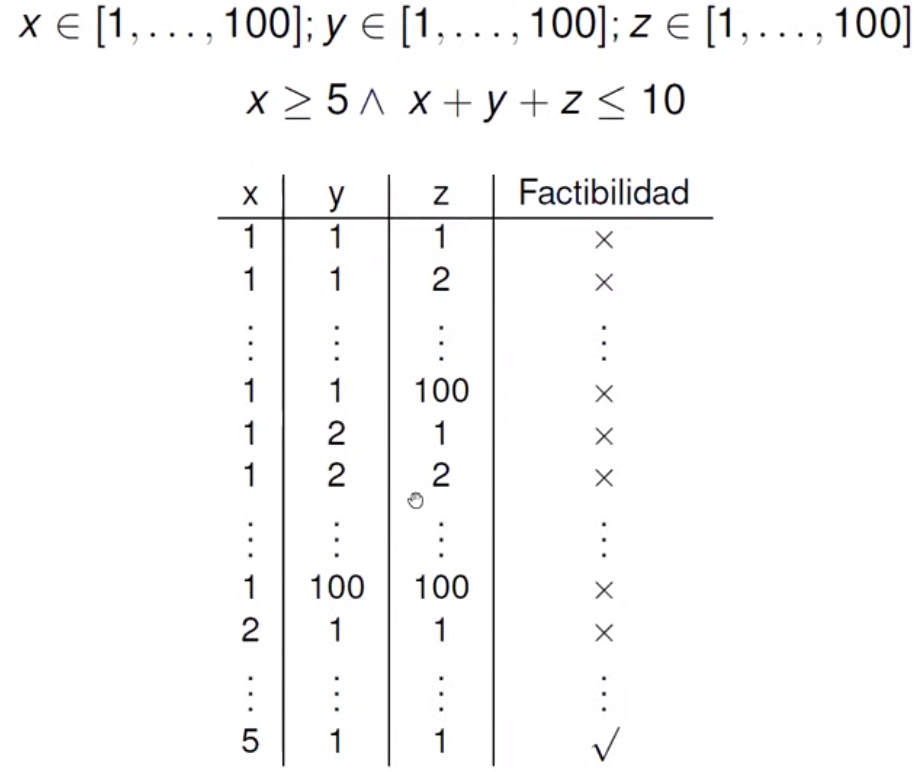 x ∈ [1, . . . , 100]; y ∈ [1, . . . , 100]; z ∈ [1, . . . , 100]
x ≥ 5 ∧ x + y + z ≤ 10
x y z Factibilidad
1 1 1 ×
1 1 2 ×
⋮ ⋮ ⋮ ⋮
1 1 100 ×
1 2 1 ×
1 2 2 ×
⋮ ⋮ ⋮ ⋮
1 100 100 ×
2 1 1 ×
⋮ ⋮ ⋮ ⋮
5 1 1 √